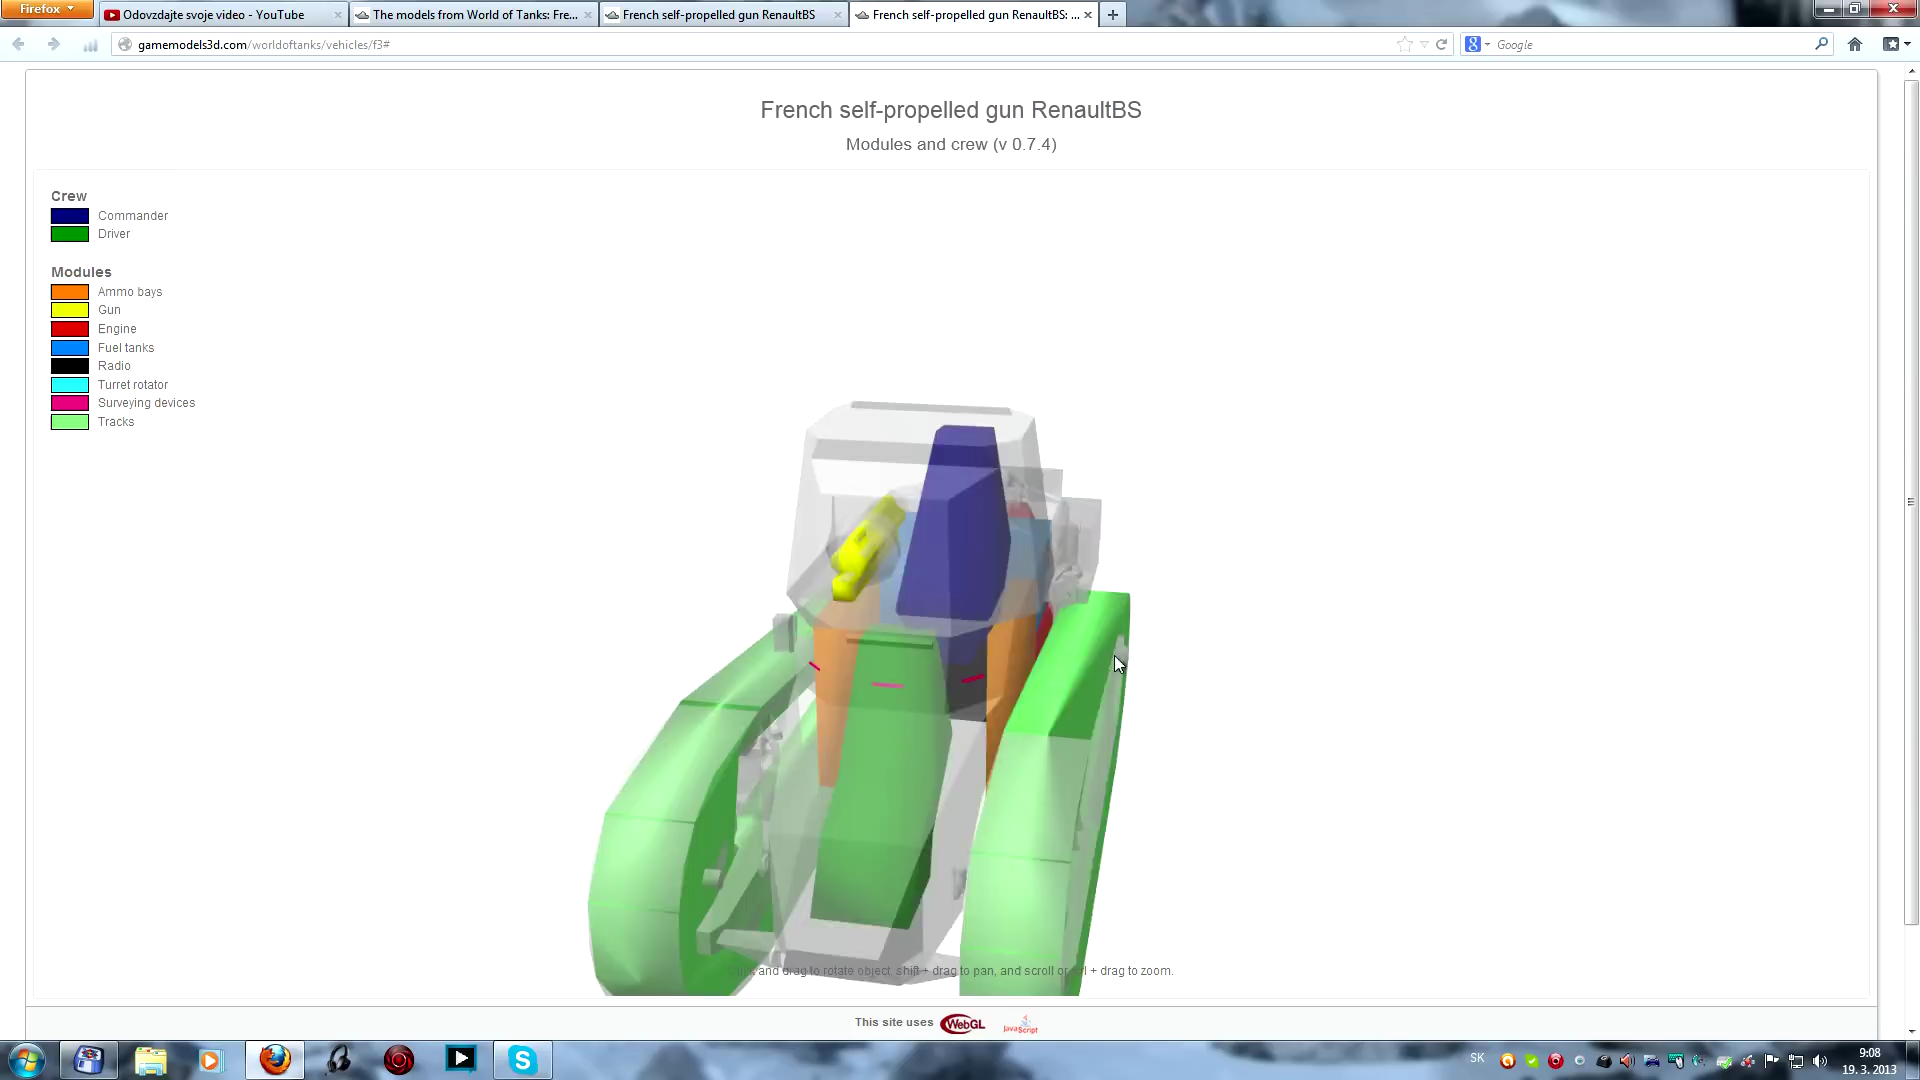 Firefox
Odovzdajte svoje video - YouTube
The models from World of Tanks: Fre...
French self-propelled gun RenaultBS
French self-propelled gun RenaultBS: ...
gamemodels3d.com/worldoftanks/vehicles/f3#
Google
French self-propelled gun RenaultBS
Modules and crew (v 0.7.4)
Crew
Commander
Driver
Modules
Ammo bays
Gun
Engine
Fuel tanks
Radio
Turret rotator
Surveying devices
Tracks
and drag to rotate object, shift + drag to pan, and scroll or + drag to zoom.
This site uses WebGL JavaScript
SK
9:08
19. 3. 2013